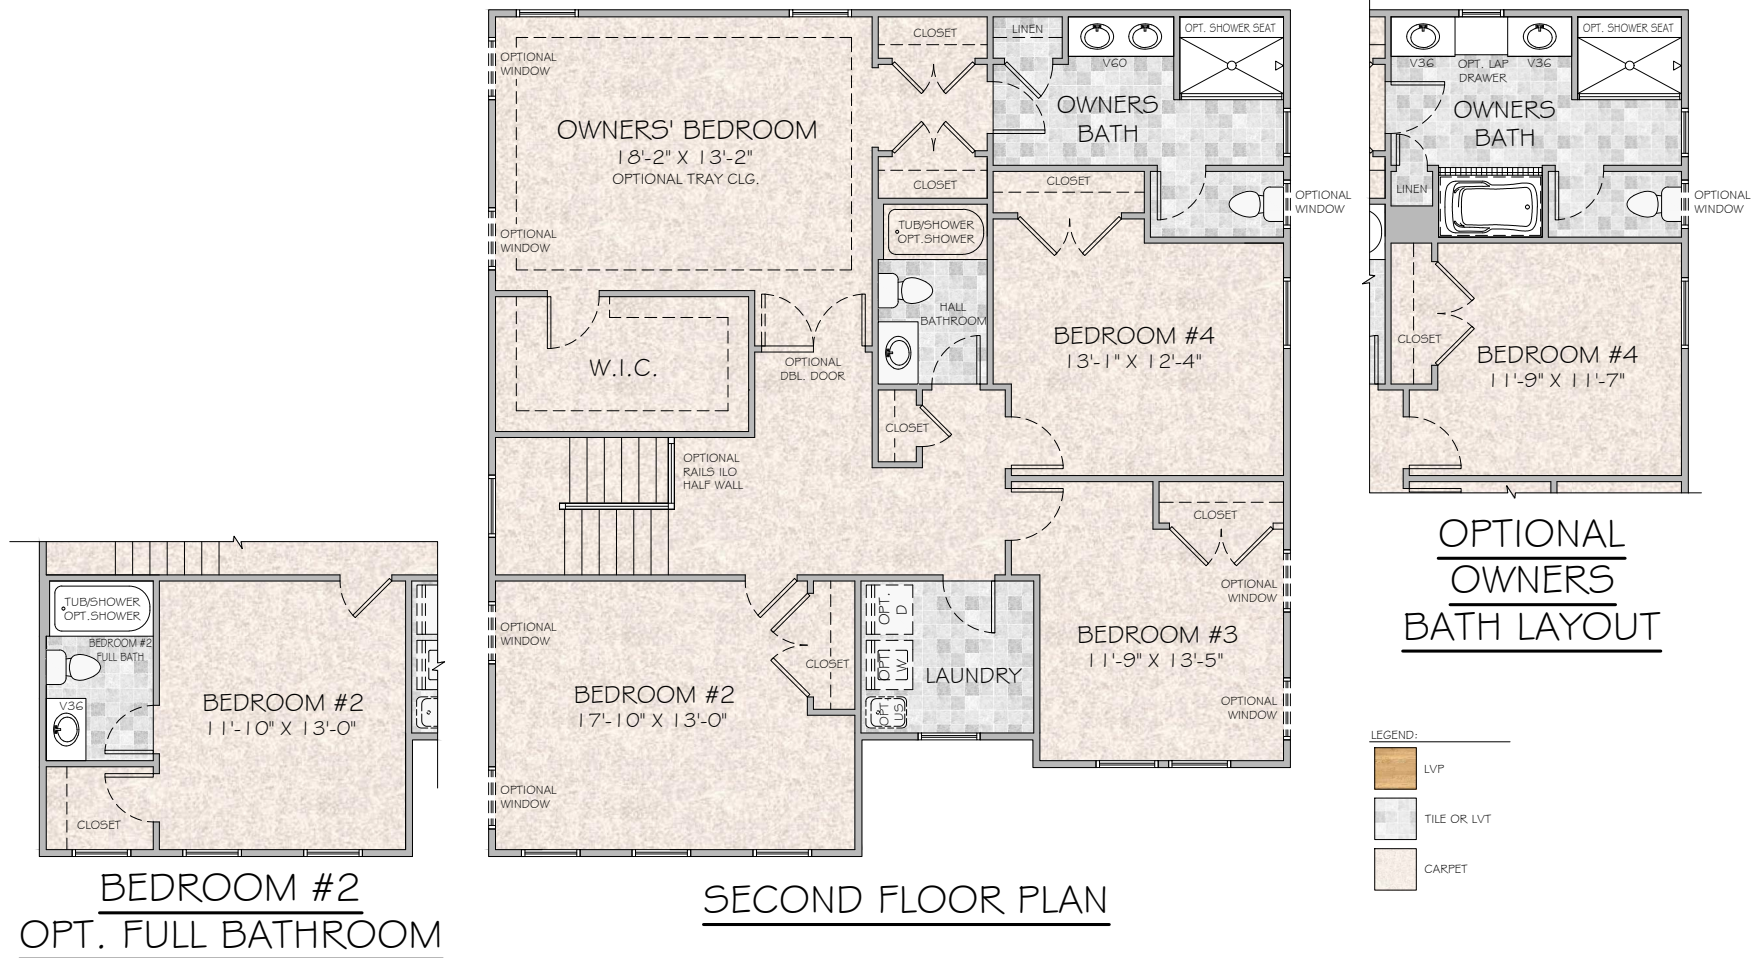 OPTIONAL
WINDOW
OWNERS' BEDROOM
18'-2" X 13'-2"
OPTIONAL TRAY CLG.
OPTIONAL
WINDOW
CLOSET
CLOSET
LINEN
V60
OPT. SHOWER SEAT
OWNERS
BATH
CLOSET
OPTIONAL
WINDOW
TUB/SHOWER
OPT.SHOWER
HALL
BATHROOM
W.I.C.
OPTIONAL
DBL. DOOR
BEDROOM #4
13'-1" X 12'-4"
CLOSET
OPTIONAL
RAILS ILO
HALF WALL
CLOSET
OPTIONAL
WINDOW
BEDROOM #3
11'-9" X 13'-5"
OPTIONAL
WINDOW
OPTIONAL
WINDOW
BEDROOM #2
17'-10" X 13'-0"
CLOSET
OPTIONAL
WINDOW
OPT.
D
OPT.
W
OPT.
US
LAUNDRY
SECOND FLOOR PLAN
TUB/SHOWER
OPT.SHOWER
BEDROOM #2
FULL BATH
V36
BEDROOM #2
11'-10" X 13'-0"
CLOSET
BEDROOM #2
OPT. FULL BATHROOM
V36
OPT. LAP
DRAWER
V36
OPT. SHOWER SEAT
OWNERS
BATH
LINEN
OPTIONAL
WINDOW
CLOSET
BEDROOM #4
11'-9" X 11'-7"
OPTIONAL
OWNERS
BATH LAYOUT
LEGEND:
LVP
TILE OR LVT
CARPET